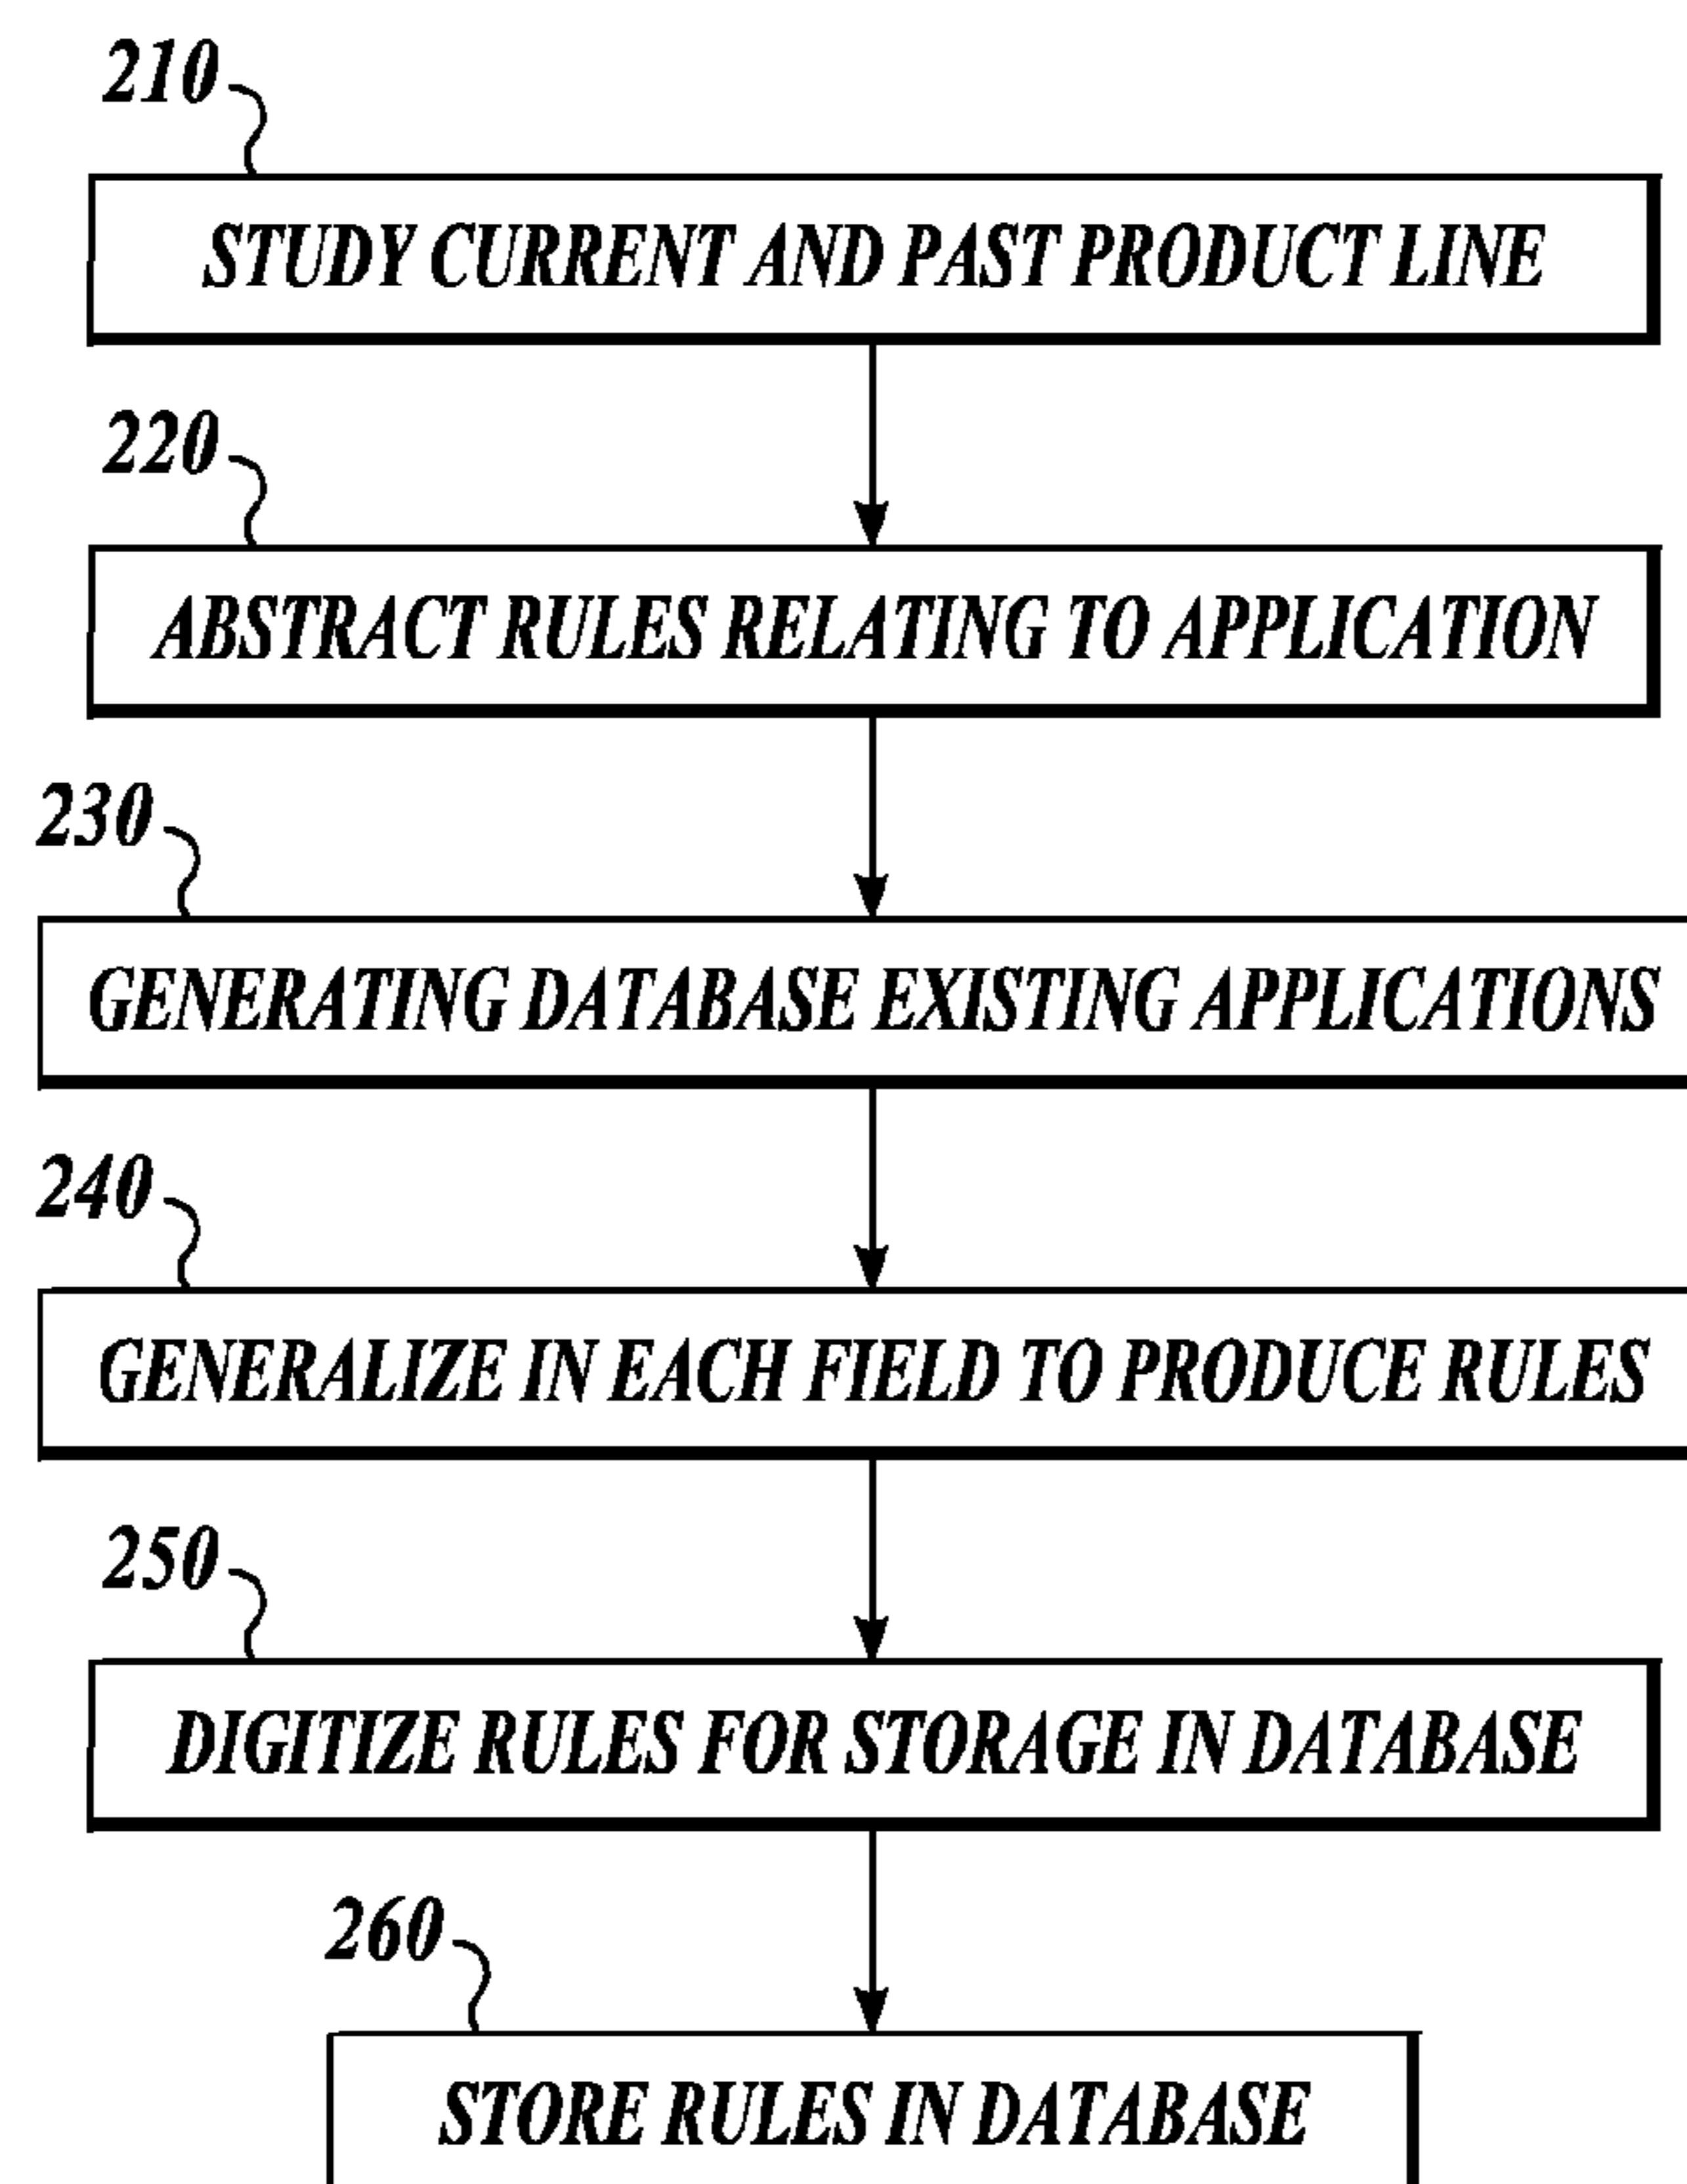 210
STUDY CURRENT AND PAST PRODUCT LINE
220
ABSTRACT RULES RELATING TO APPLICATION
230
GENERATING DATABASE EXISTING APPLICATIONS
240
GENERALIZE IN EACH FIELD TO PRODUCE RULES
250
DIGITIZE RULES FOR STORAGE IN DATABASE
260
STORE RULES IN DATABASE